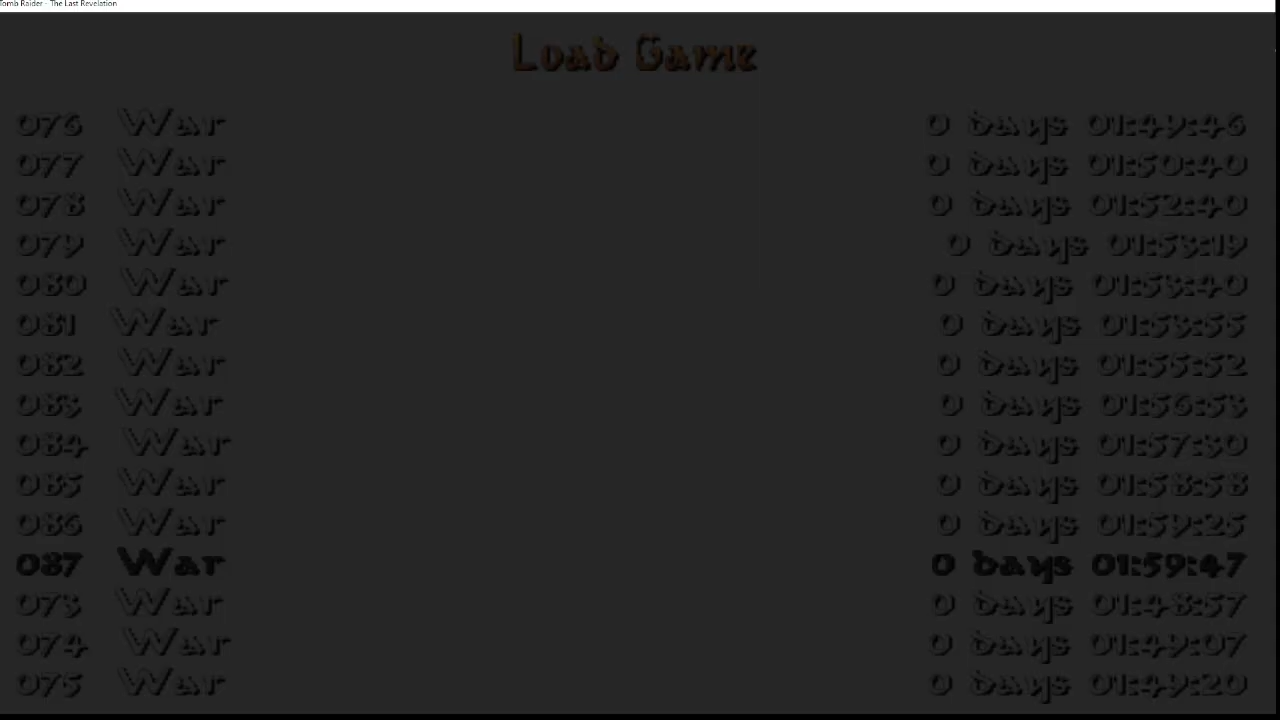 Tomb Raider - The Last Revelation
Load Game
076 War 0 days 01:49:46
077 War 0 days 01:50:40
078 War 0 days 01:52:40
079 War 0 days 01:53:19
080 War 0 days 01:53:40
081 War 0 days 01:53:55
082 War 0 days 01:55:52
083 War 0 days 01:56:53
084 War 0 days 01:57:30
085 War 0 days 01:58:58
086 War 0 days 01:59:25
087 War 0 days 01:59:47
073 War 0 days 01:48:57
074 War 0 days 01:49:07
075 War 0 days 01:49:20